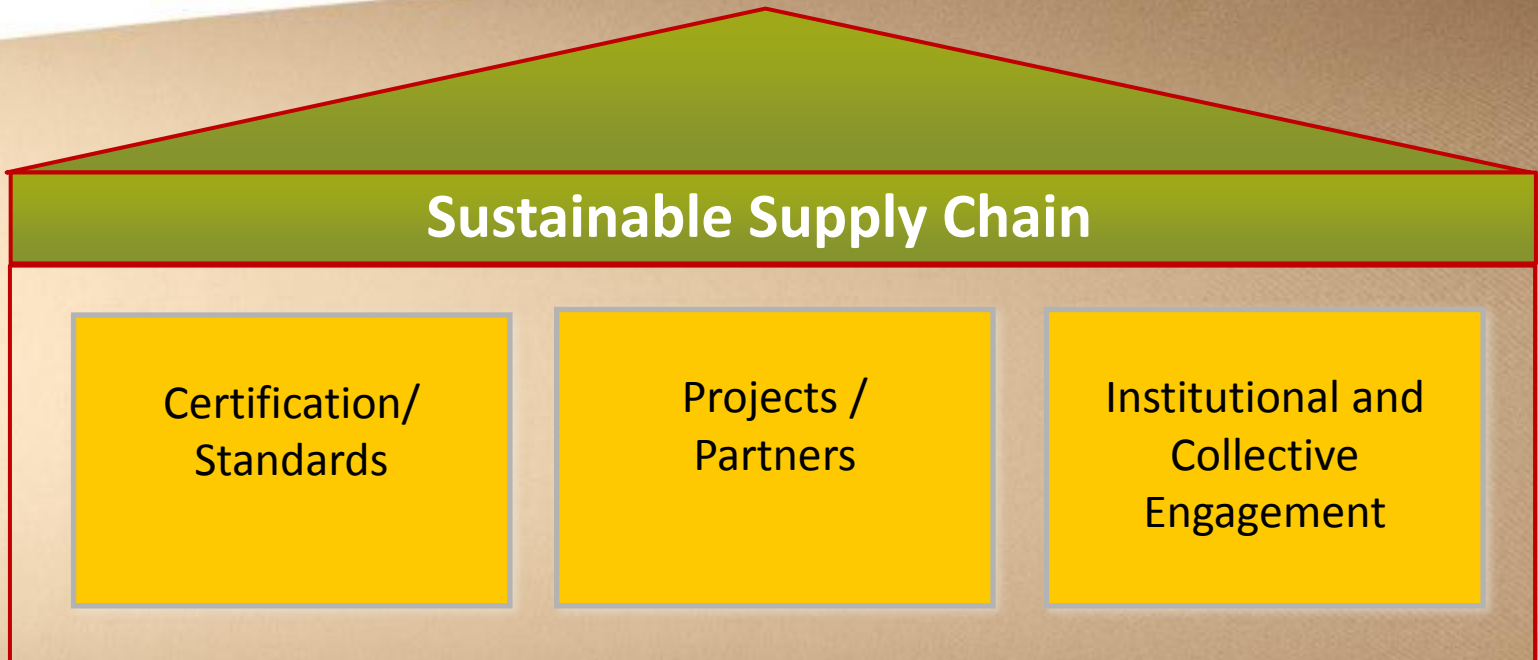 Sustainable Supply Chain
Certification/
Standards
Projects /
Partners
Institutional and
Collective
Engagement